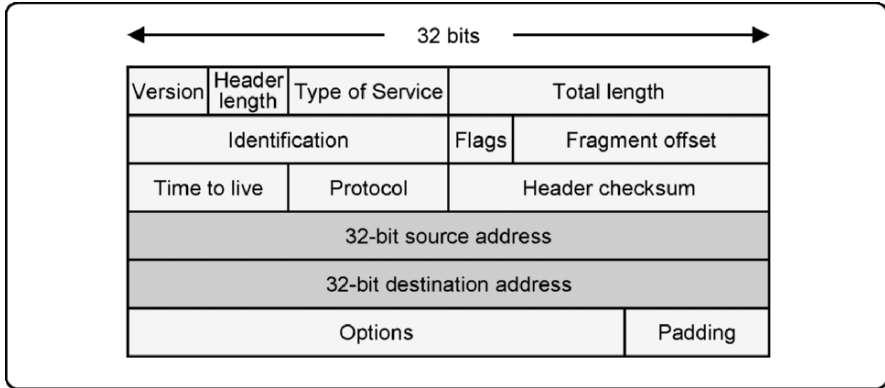 32 bits
Version Header length Type of Service Total length
Identification Flags Fragment offset
Time to live Protocol Header checksum
32-bit source address
32-bit destination address
Options Padding